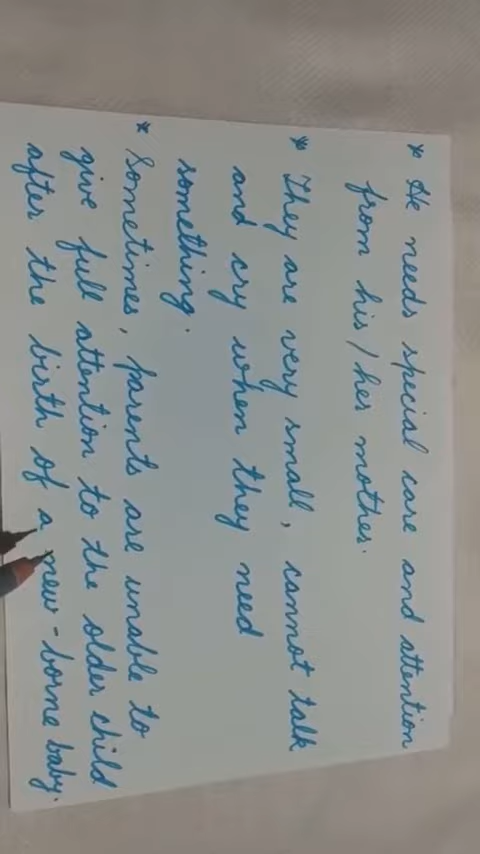 * He needs special care and attention
from his/her mother.
* They are very small, cannot talk
and cry when they need
something.
* Sometimes, parents are unable to
give full attention to the older child
after the birth of a new-borne baby.